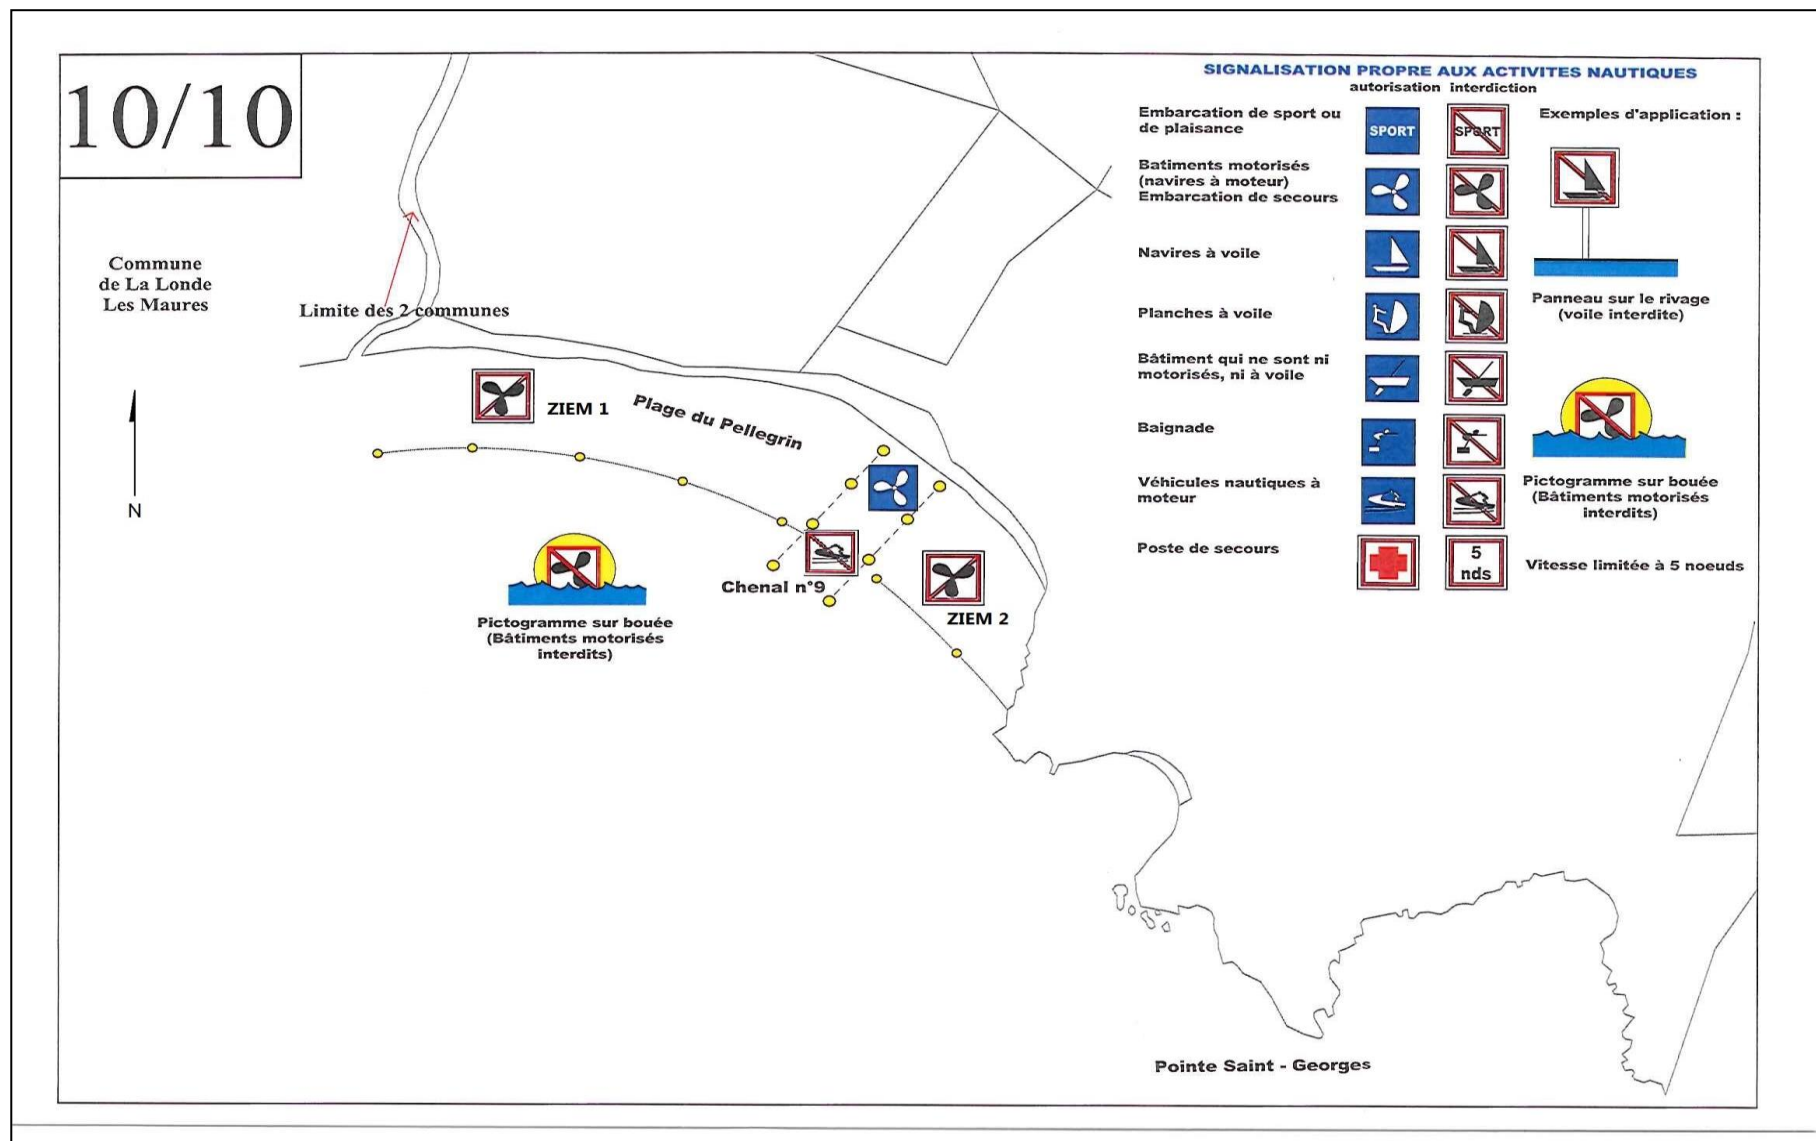 10/10
Commune
de La Londe
Les Maures
Limite des 2 communes
N
ZIEM 1
Plage du Pellegrin
Chenal n°9
ZIEM 2
Pictogramme sur bouée
(Bâtiments motorisés
interdits)
Pointe Saint - Georges
SIGNALISATION PROPRE AUX ACTIVITES NAUTIQUES
autorisation interdiction
Embarcation de sport ou
de plaisance
SPORT
SPORT
Batiments motorisés
(navires à moteur)
Embarcation de secours
Navires à voile
Planches à voile
Bâtiment qui ne sont ni
motorisés, ni à voile
Baignade
Véhicules nautiques à
moteur
Poste de secours
5
nds
Vitesse limitée à 5 noeuds
Exemples d'application :
Panneau sur le rivage
(voile interdite)
Pictogramme sur bouée
(Bâtiments motorisés
interdits)